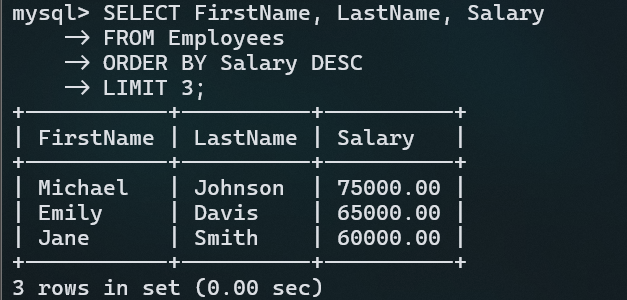 mysql> SELECT FirstName, LastName, Salary
    -> FROM Employees
    -> ORDER BY Salary DESC
    -> LIMIT 3;
+-----------+----------+----------+
| FirstName | LastName | Salary   |
+-----------+----------+----------+
| Michael   | Johnson  | 75000.00 |
| Emily     | Davis    | 65000.00 |
| Jane      | Smith    | 60000.00 |
+-----------+----------+----------+
3 rows in set (0.00 sec)